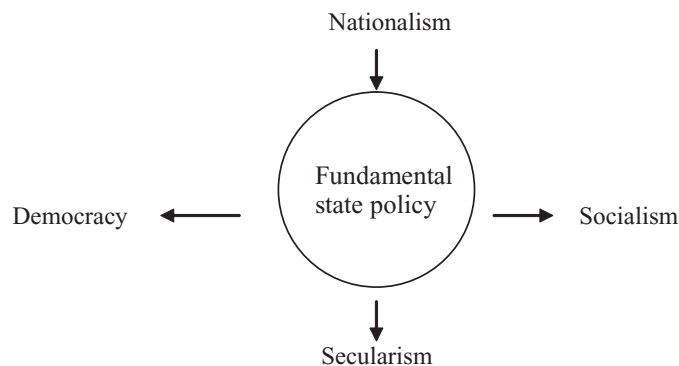 Nationalism
Fundamental
state policy
Democracy
Socialism
Secularism